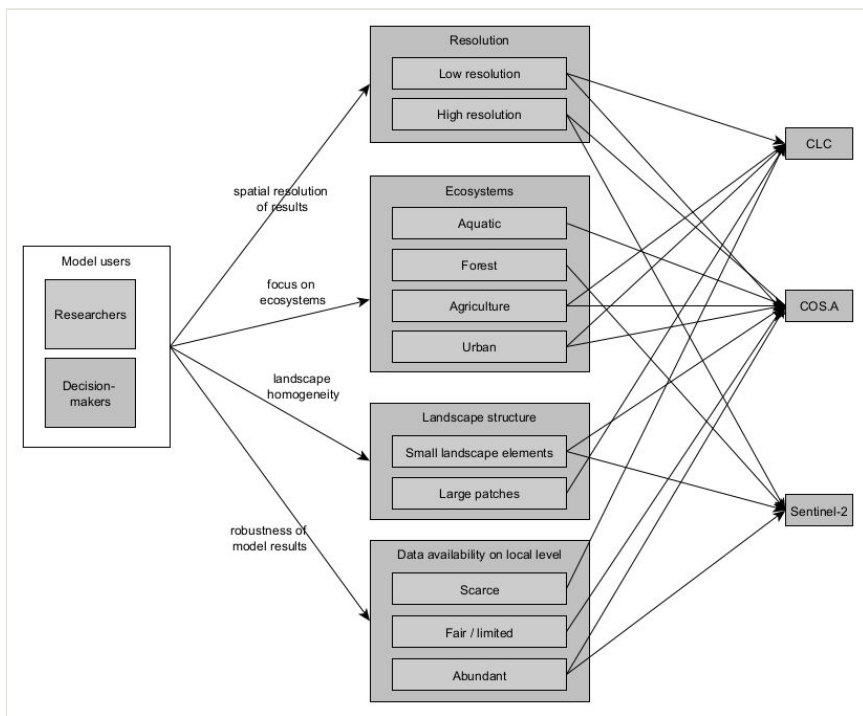 Model users
Researchers
Decision-
makers
spatial resolution
of results
focus on
ecosystems
landscape
homogeneity
robustness of
model results
Resolution
Low resolution
High resolution
Ecosystems
Aquatic
Forest
Agriculture
Urban
Landscape structure
Small landscape elements
Large patches
Data availability on local level
Scarce
Fair / limited
Abundant
CLC
COS.A
Sentinel-2